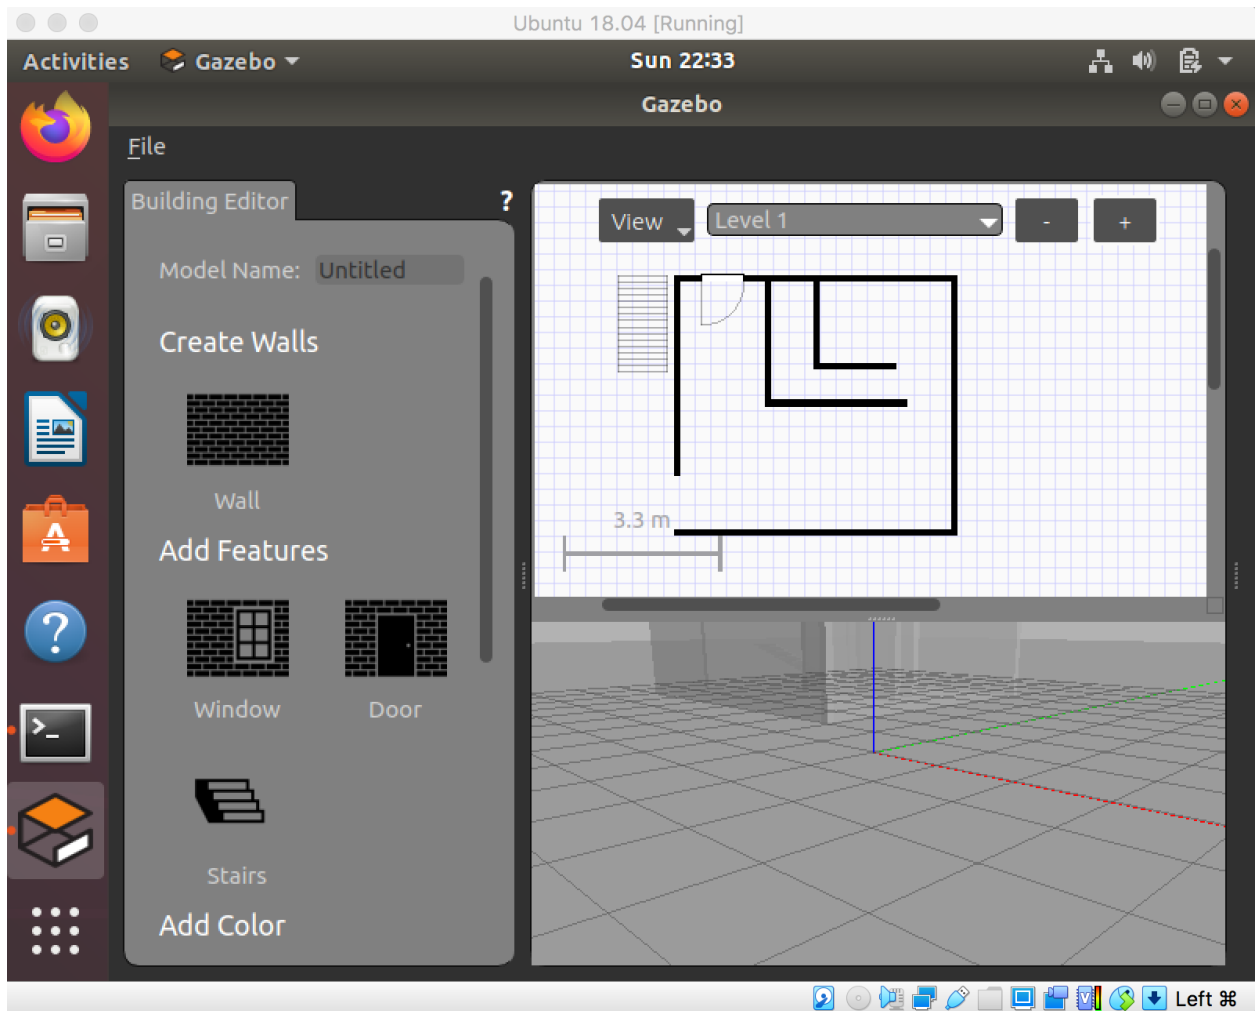 Ubuntu 18.04 [Running]
Activities Gazebo Sun 22:33
Gazebo
File
Building Editor ?
View Level 1 - +
Model Name: Untitled
Create Walls
Wall
3.3 m
Add Features
Window Door
Stairs
Add Color
Left ⌘